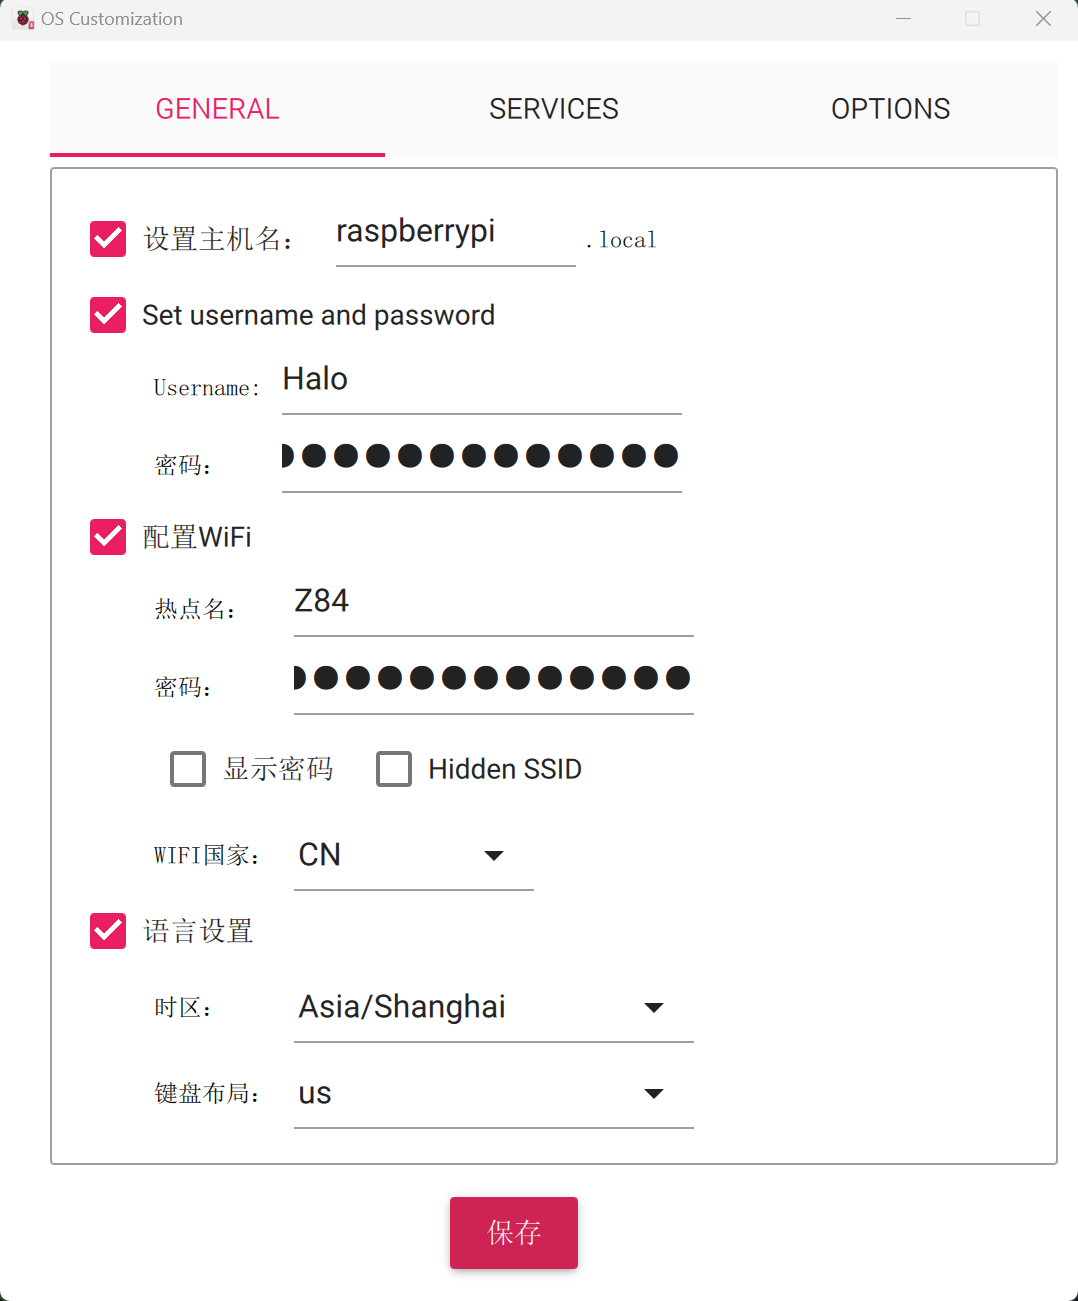 OS Customization
GENERAL SERVICES OPTIONS
设置主机名： raspberrypi .local
Set username and password
Username: Halo
密码： ●●●●●●●●●●●●●
配置WiFi
热点名： Z84
密码： ●●●●●●●●●●●●●
显示密码 Hidden SSID
WIFI国家： CN
语言设置
时区： Asia/Shanghai
键盘布局： us
保存